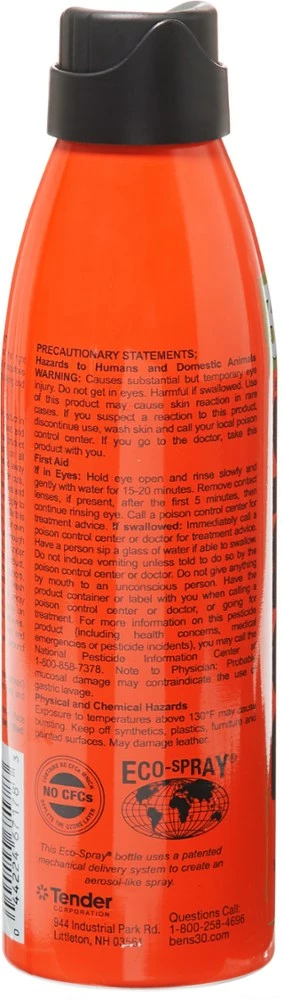 PRECAUTIONARY STATEMENTS;
Hazards to Humans and Domestic Animals
WARNING: Causes substantial but temporary eye
injury. Do not get in eyes. Harmful if swallowed. Use
of this product may cause skin reaction in rare
cases. If you suspect a reaction to this product,
discontinue use, wash skin and call your local poison
control center. If you go to the doctor, take this
product with you.
First Aid
If in Eyes: Hold eye open and rinse slowly and
gently with water for 15-20 minutes. Remove contact
lenses, if present, after the first 5 minutes, then
continue rinsing eye. Call a poison control center for
treatment advice. If swallowed: Immediately call a
poison control center or doctor for treatment advice.
Have a person sip a glass of water if able to swallow.
Do not induce vomiting unless told to do so by the
poison control center or doctor. Do not give anything
by mouth to an unconscious person. Have the
product container or label with you when calling a
poison control center or doctor, or going for
treatment. For more information on this pesticide
product (including health concerns, medical
emergencies or pesticide incidents), you may call the
National Pesticide Information Center at
1-800-858-7378. Note to Physician: Probable
mucosal damage may contraindicate the use of
gastric lavage.
Physical and Chemical Hazards
Exposure to temperatures above 130°F may cause
bursting. Keep off synthetics, plastics, furniture and
painted surfaces. May damage leather.
CONTAINS NO CFCs WHICH
NO CFCs
DEPLETE THE OZONE LAYER
ECO-SPRAY®
This Eco-Spray® bottle uses a patented
mechanical delivery system to create an
aerosol-like spray.
Tender
CORPORATION
944 Industrial Park Rd.
Littleton, NH 03561
Questions Call:
1-800-258-4696
bens30.com